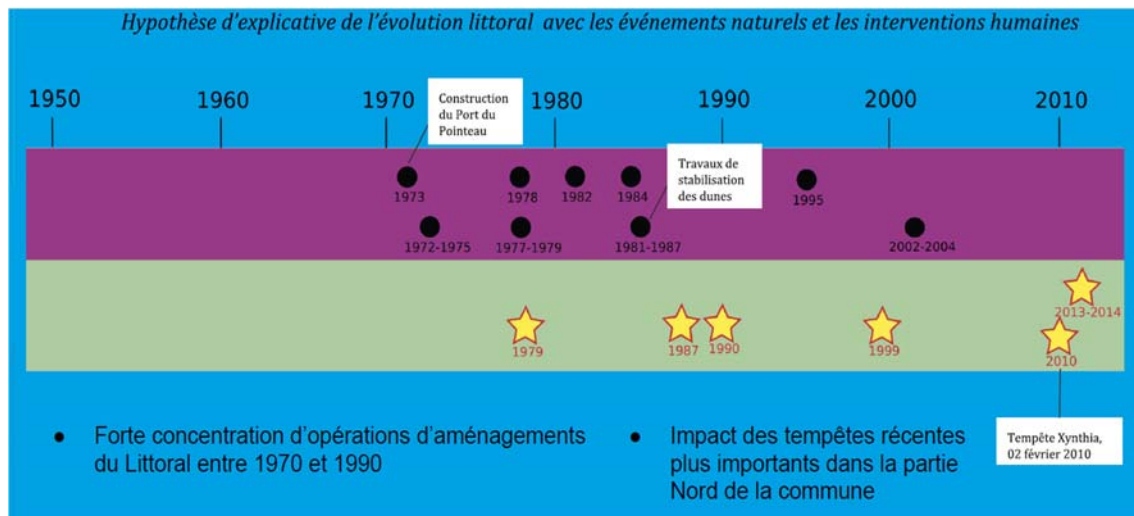 Hypothèse d'explicative de l'évolution littoral avec les événements naturels et les interventions humaines
1950 1960 1970 1980 1990 2000 2010
Construction
du Port du
Pointeau
Travaux de
stabilisation
des dunes
1973 1978 1982 1984 1995
1972-1975 1977-1979 1981-1987 2002-2004
2013-2014
1979 1987 1990 1999 2010
Tempête Xynthia,
02 février 2010
● Forte concentration d'opérations d'aménagements
du Littoral entre 1970 et 1990
● Impact des tempêtes récentes
plus importants dans la partie
Nord de la commune